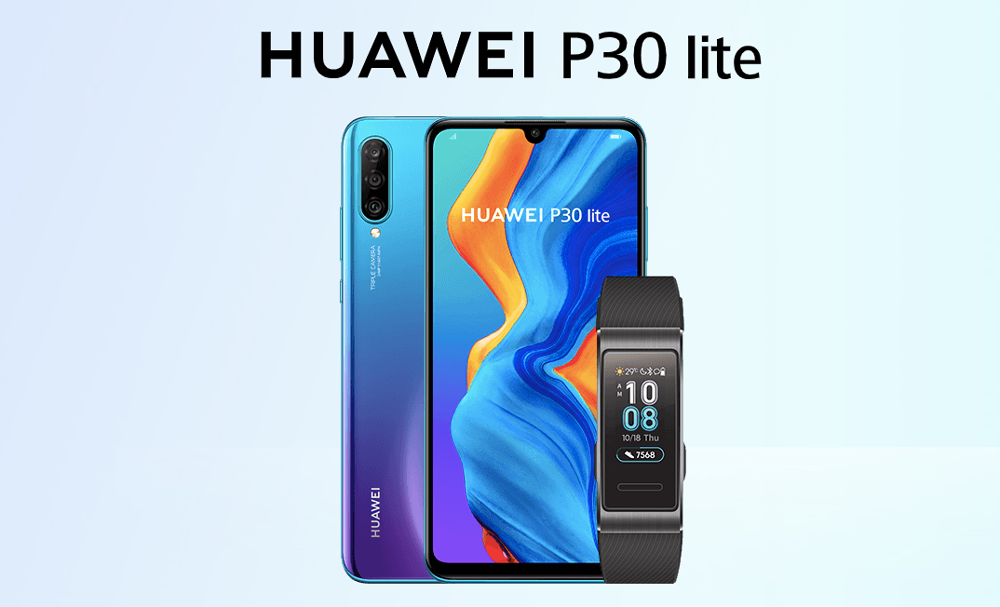 HUAWEI P30 lite
HUAWEI P30 lite
TRIPLE CAMERA
HUAWEI
29℃
AM
10
08
10/18 Thu
7568